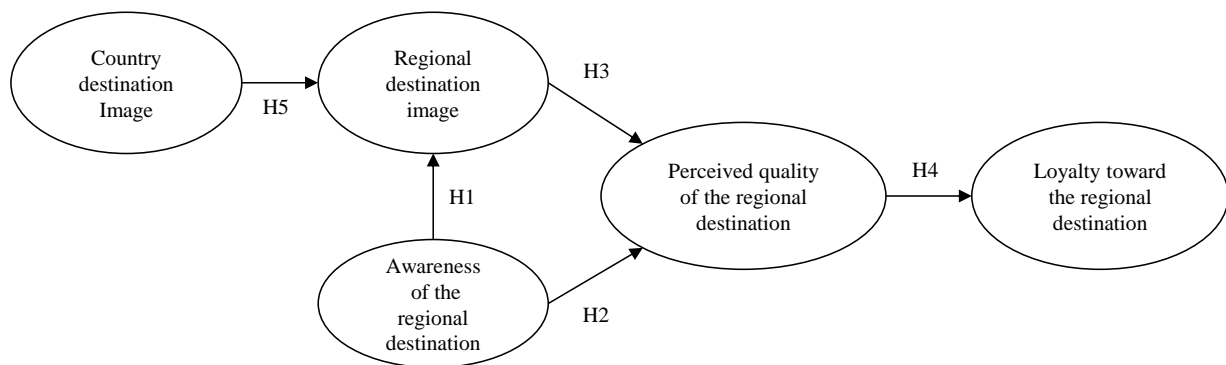 Country
destination
Image
H5
Regional
destination
image
H3
H1
Awareness
of the
regional
destination
H2
Perceived quality
of the regional
destination
H4
Loyalty toward
the regional
destination